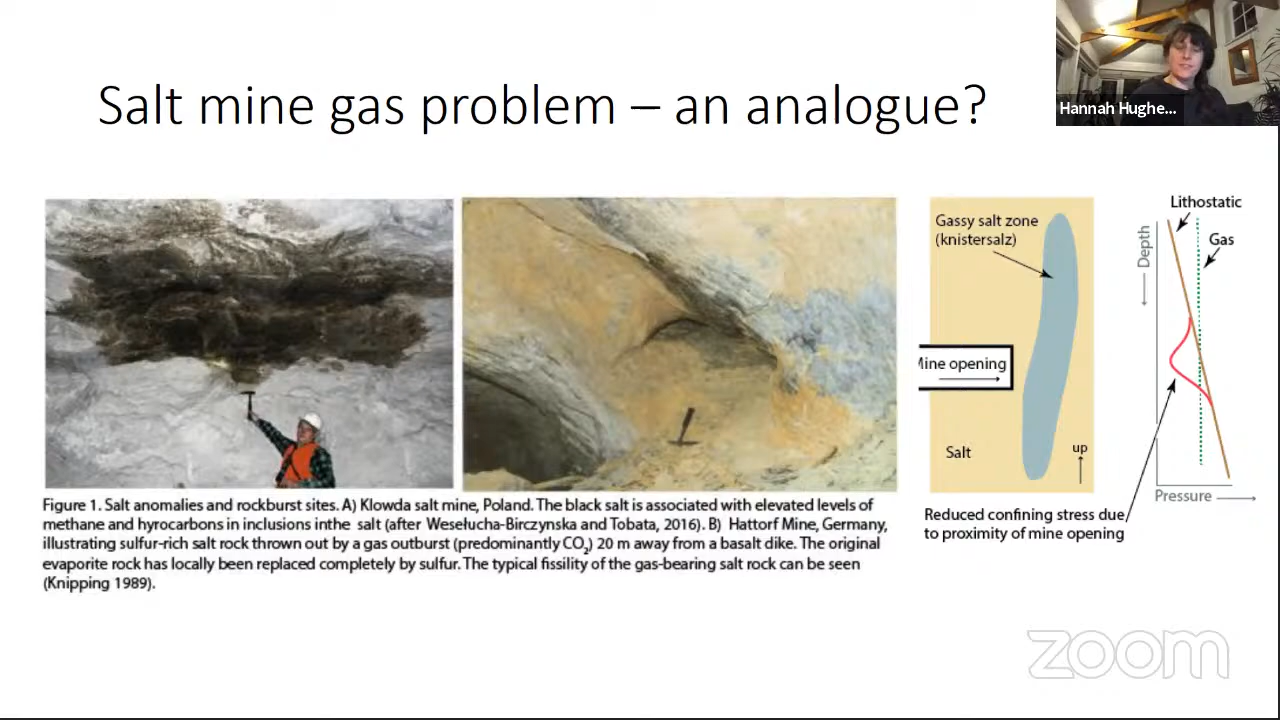 Salt mine gas problem – an analogue?
Hannah Hughe...
Gassy salt zone
(knistersalz)
Mine opening
Salt
up
Reduced confining stress due
to proximity of mine opening
Lithostatic
Gas
Depth
Pressure
Figure 1. Salt anomalies and rockburst sites. A) Klowda salt mine, Poland. The black salt is associated with elevated levels of
methane and hyrocarbons in inclusions inthe salt (after Wesełucha-Birczynska and Tobata, 2016). B) Hattorf Mine, Germany,
illustrating sulfur-rich salt rock thrown out by a gas outburst (predominantly CO₂) 20 m away from a basalt dike. The original
evaporite rock has locally been replaced completely by sulfur. The typical fissility of the gas-bearing salt rock can be seen
(Knipping 1989).
zoom